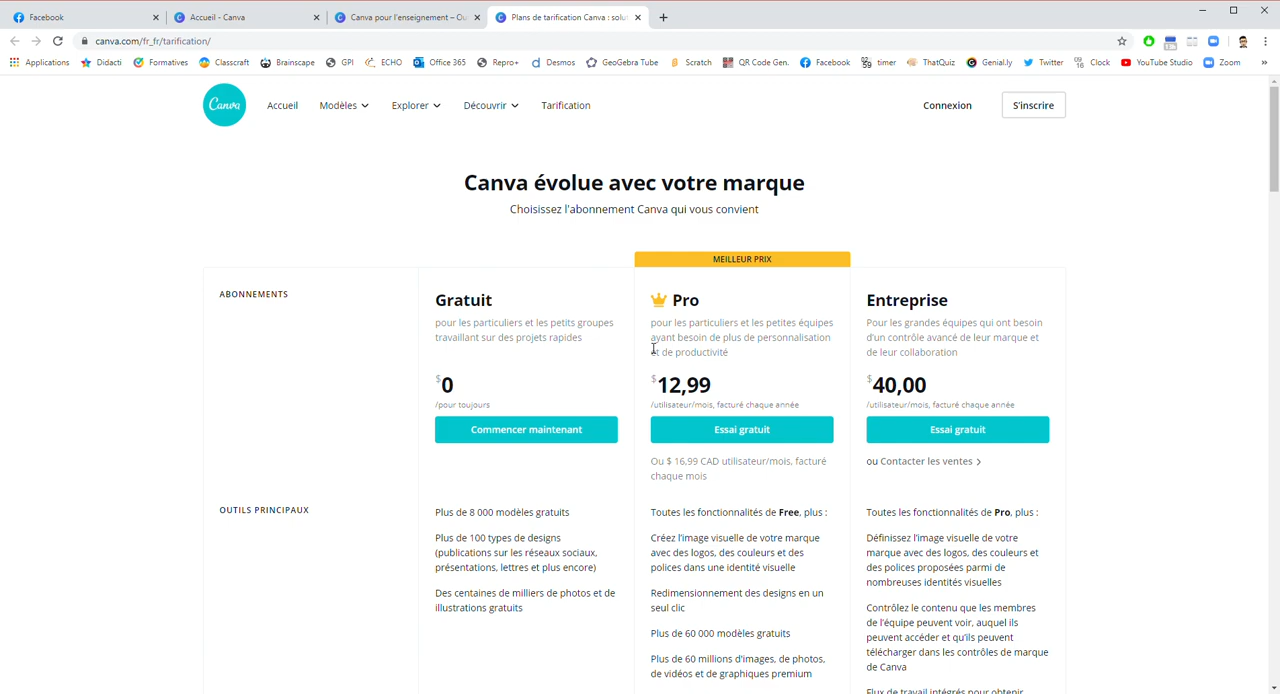 Facebook
Accueil - Canva
Canva pour l'enseignement – Ou
Plans de tarification Canva : solu
canva.com/fr_fr/tarification/
Applications
Didacti
Formatives
Classcraft
Brainscape
GPI
ECHO
Office 365
Repro+
Desmos
GeoGebra Tube
Scratch
QR Code Gen.
Facebook
timer
ThatQuiz
Genial.ly
Twitter
Clock
YouTube Studio
Zoom
Canva
Accueil
Modèles
Explorer
Découvrir
Tarification
Connexion
S'inscrire
Canva évolue avec votre marque
Choisissez l'abonnement Canva qui vous convient
MEILLEUR PRIX
ABONNEMENTS
Gratuit
pour les particuliers et les petits groupes
travaillant sur des projets rapides
$0
/pour toujours
Commencer maintenant
Pro
pour les particuliers et les petites équipes
ayant besoin de plus de personnalisation
et de productivité
$12,99
/utilisateur/mois, facturé chaque année
Essai gratuit
Ou $ 16,99 CAD utilisateur/mois, facturé
chaque mois
Entreprise
Pour les grandes équipes qui ont besoin
d'un contrôle avancé de leur marque et
de leur collaboration
$40,00
/utilisateur/mois, facturé chaque année
Essai gratuit
ou Contacter les ventes
OUTILS PRINCIPAUX
Plus de 8 000 modèles gratuits
Plus de 100 types de designs
(publications sur les réseaux sociaux,
présentations, lettres et plus encore)
Des centaines de milliers de photos et de
illustrations gratuits
Toutes les fonctionnalités de Free, plus :
Créez l'image visuelle de votre marque
avec des logos, des couleurs et des
polices dans une identité visuelle
Redimensionnement des designs en un
seul clic
Plus de 60 000 modèles gratuits
Plus de 60 millions d'images, de photos,
de vidéos et de graphiques premium
Toutes les fonctionnalités de Pro, plus :
Définissez l'image visuelle de votre
marque avec des logos, des couleurs et
des polices proposées parmi de
nombreuses identités visuelles
Contrôlez le contenu que les membres
de l'équipe peuvent voir, auquel ils
peuvent accéder et qu'ils peuvent
télécharger dans les contrôles de marque
de Canva
Flux de travail intégrés pour obtenir